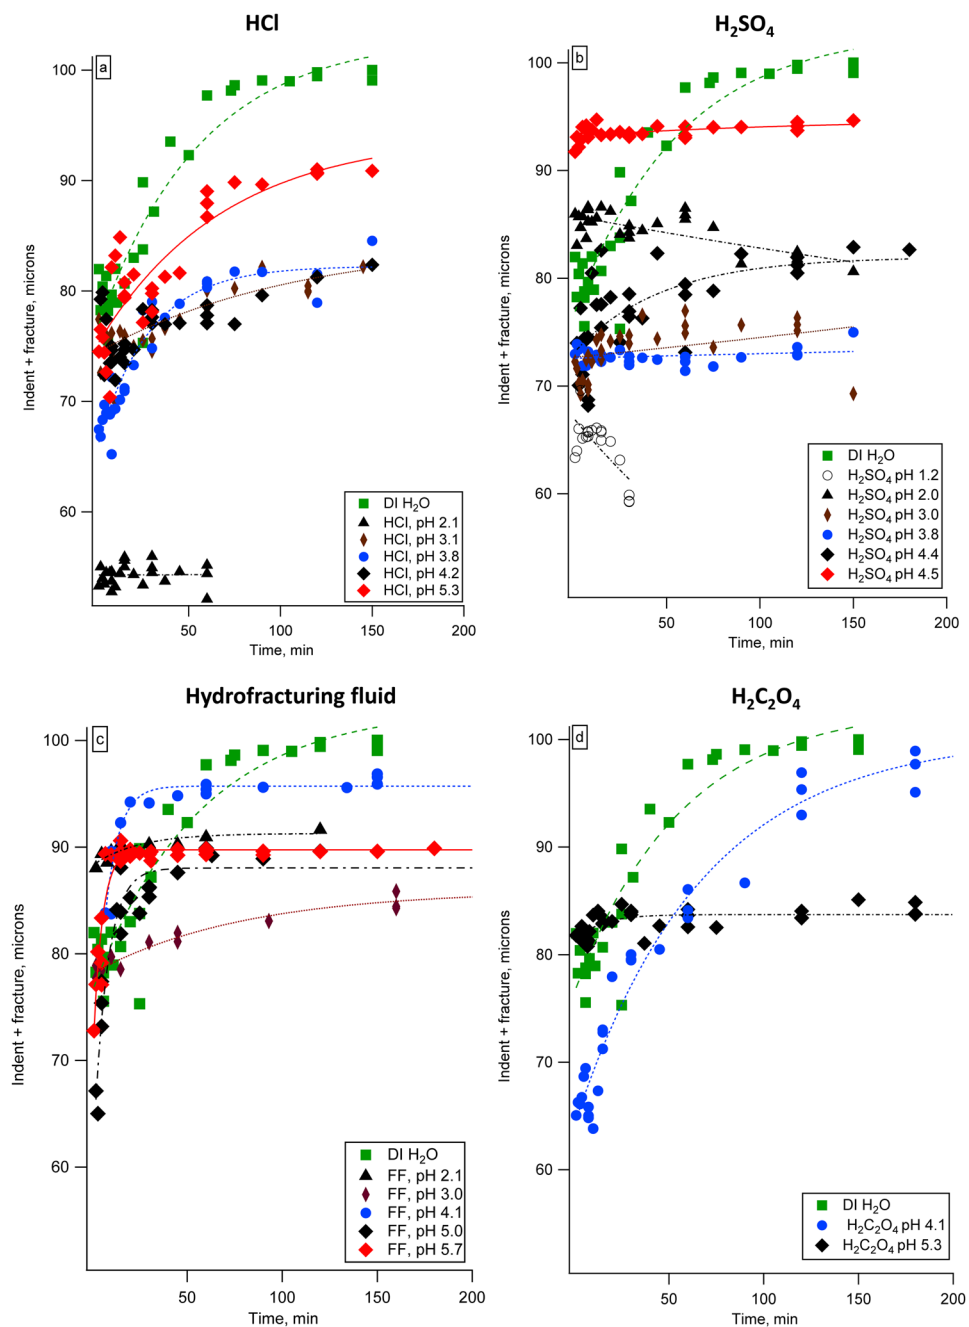 HCl
a
100
90
80
70
60
Indent + fracture, microns
DI H₂O
HCl, pH 2.1
HCl, pH 3.1
HCl, pH 3.8
HCl, pH 4.2
HCl, pH 5.3
50
100
150
200
Time, min
H₂SO₄
b
100
90
80
70
60
Indent + fracture, microns
DI H₂O
H₂SO₄ pH 1.2
H₂SO₄ pH 2.0
H₂SO₄ pH 3.0
H₂SO₄ pH 3.8
H₂SO₄ pH 4.4
H₂SO₄ pH 4.5
50
100
150
200
Time, min
Hydrofracturing fluid
c
100
90
80
70
60
Indent + fracture, microns
DI H₂O
FF, pH 2.1
FF, pH 3.0
FF, pH 4.1
FF, pH 5.0
FF, pH 5.7
50
100
150
200
Time, min
H₂C₂O₄
d
100
90
80
70
60
Indent + fracture, microns
DI H₂O
H₂C₂O₄ pH 4.1
H₂C₂O₄ pH 5.3
50
100
150
200
Time, min